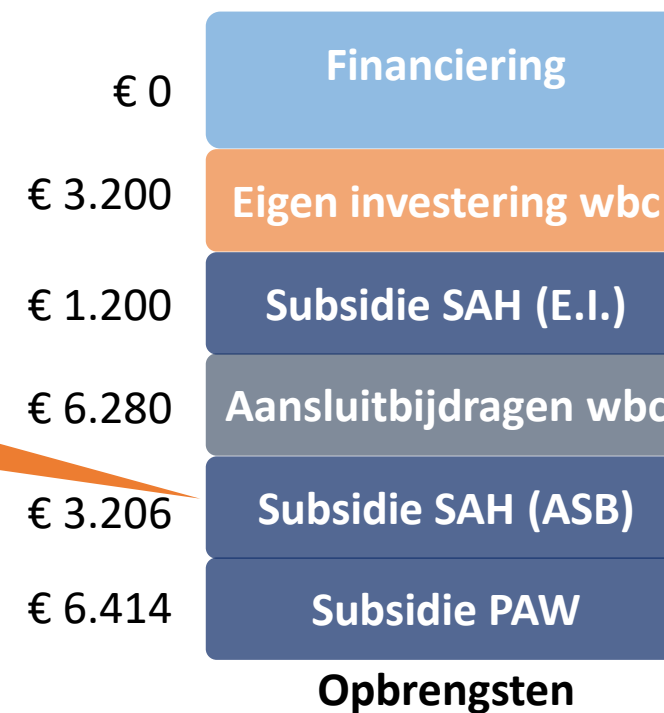 € 0 Financiering
€ 3.200 Eigen investering wbc
€ 1.200 Subsidie SAH (E.I.)
€ 6.280 Aansluitbijdragen wbc
€ 3.206 Subsidie SAH (ASB)
€ 6.414 Subsidie PAW
Opbrengsten